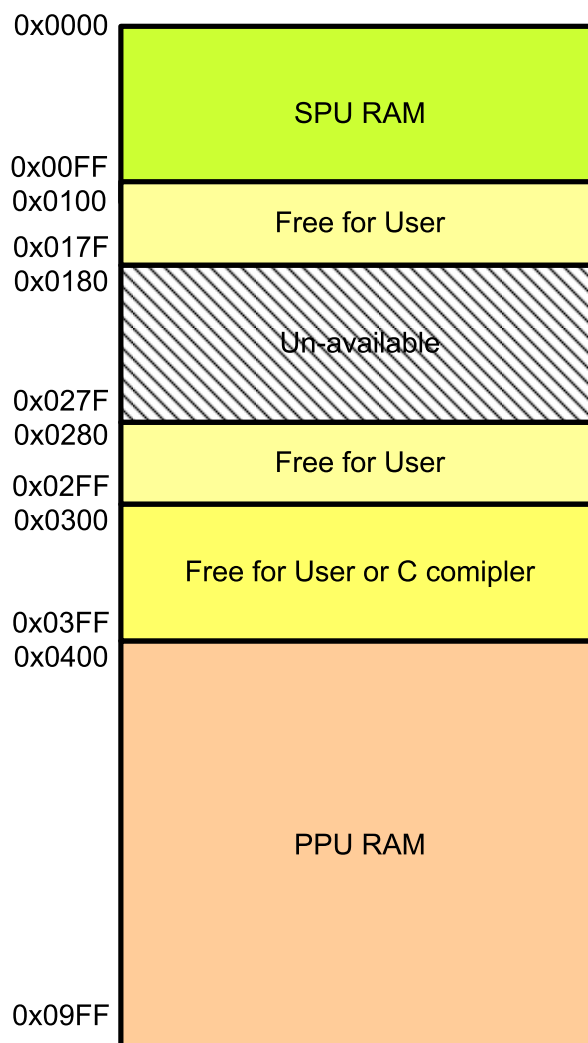 0x0000
SPU RAM
0x00FF
0x0100
Free for User
0x017F
0x0180
Un-available
0x027F
0x0280
Free for User
0x02FF
0x0300
Free for User or C comipler
0x03FF
0x0400
PPU RAM
0x09FF